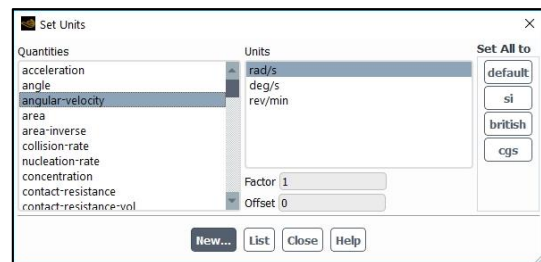 Set Units
Quantities
acceleration
angle
angular-velocity
area
area-inverse
collision-rate
nucleation-rate
concentration
contact-resistance
contact-resistance-vol
Units
rad/s
deg/s
rev/min
Factor 1
Offset 0
Set All to
default
si
british
cgs
New... List Close Help